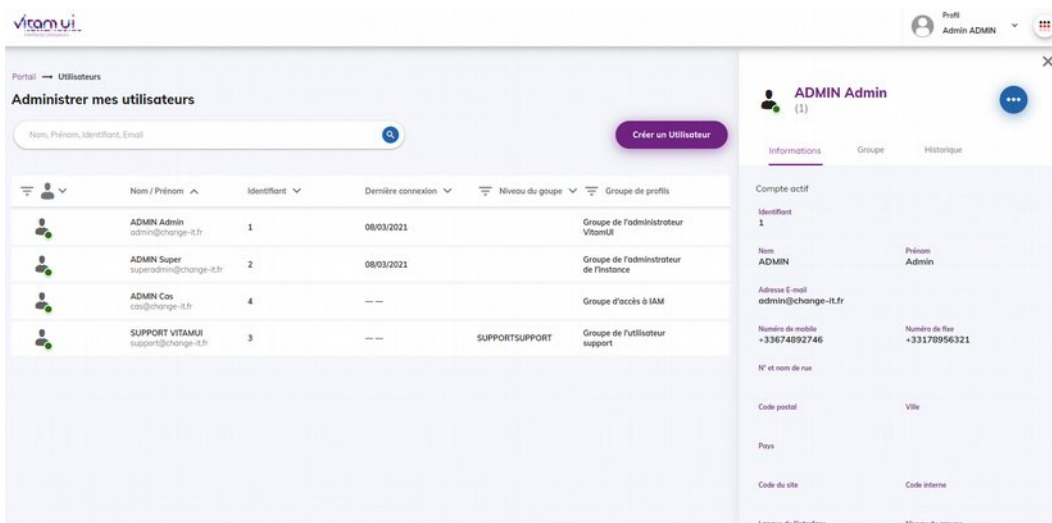 vitam ui
Profil
Admin ADMIN
Portail → Utilisateurs
Administrer mes utilisateurs
Nom, Prénom, Identifiant, Email
Créer un Utilisateur
Nom / Prénom Identifiant Dernière connexion Niveau du goupe Groupe de profils
ADMIN Admin
admin@change-it.fr
1
08/03/2021
Groupe de l'administrateur
VitamUI
ADMIN Super
superadmin@change-it.fr
2
08/03/2021
Groupe de l'adminstrateur
de l'instance
ADMIN Cas
cas@change-it.fr
4
-- --
Groupe d'accès à IAM
SUPPORT VITAMUI
support@change-it.fr
3
-- --
SUPPORTSUPPORT
Groupe de l'utilisateur
support
ADMIN Admin
(1)
Informations Groupe Historique
Compte actif
Identifiant
1
Nom Prénom
ADMIN Admin
Adresse E-mail
admin@change-it.fr
Numéro de mobile Numéro de fixe
+33674892746 +33178956321
N° et nom de rue
Code postal Ville
Pays
Code du site Code interne